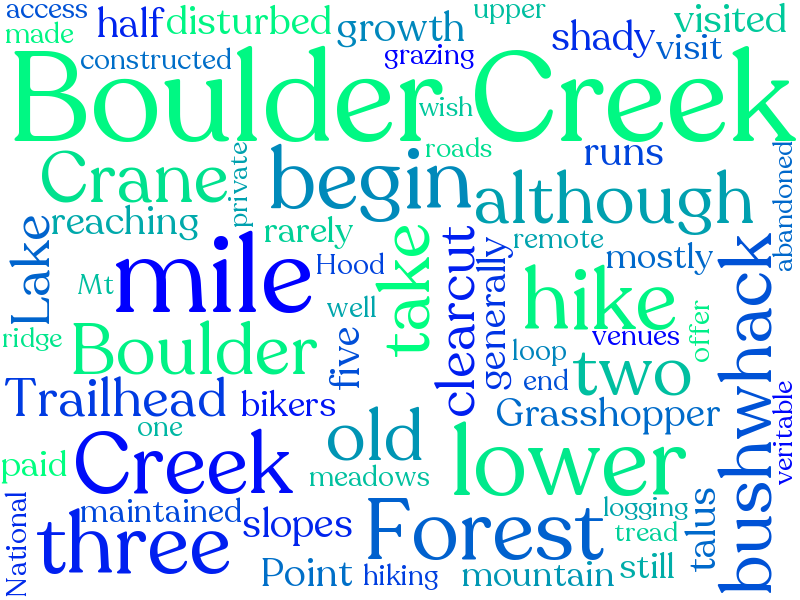 access half disturbed growth upper shady visited
made constructed grazing visit
Boulder Creek
wish
Crane private begin roads runs although abandoned
reaching rarely remote mostly
Lake Mt mile Hood take clearcut generally hike bushwhack
ridge Boulder well five loop venues offer
Trailhead bikers end two veritable
one old Grasshopper
paid Creek meadows lower
National maintained slopes Forest logging talus
three tread
Point hiking mountain still